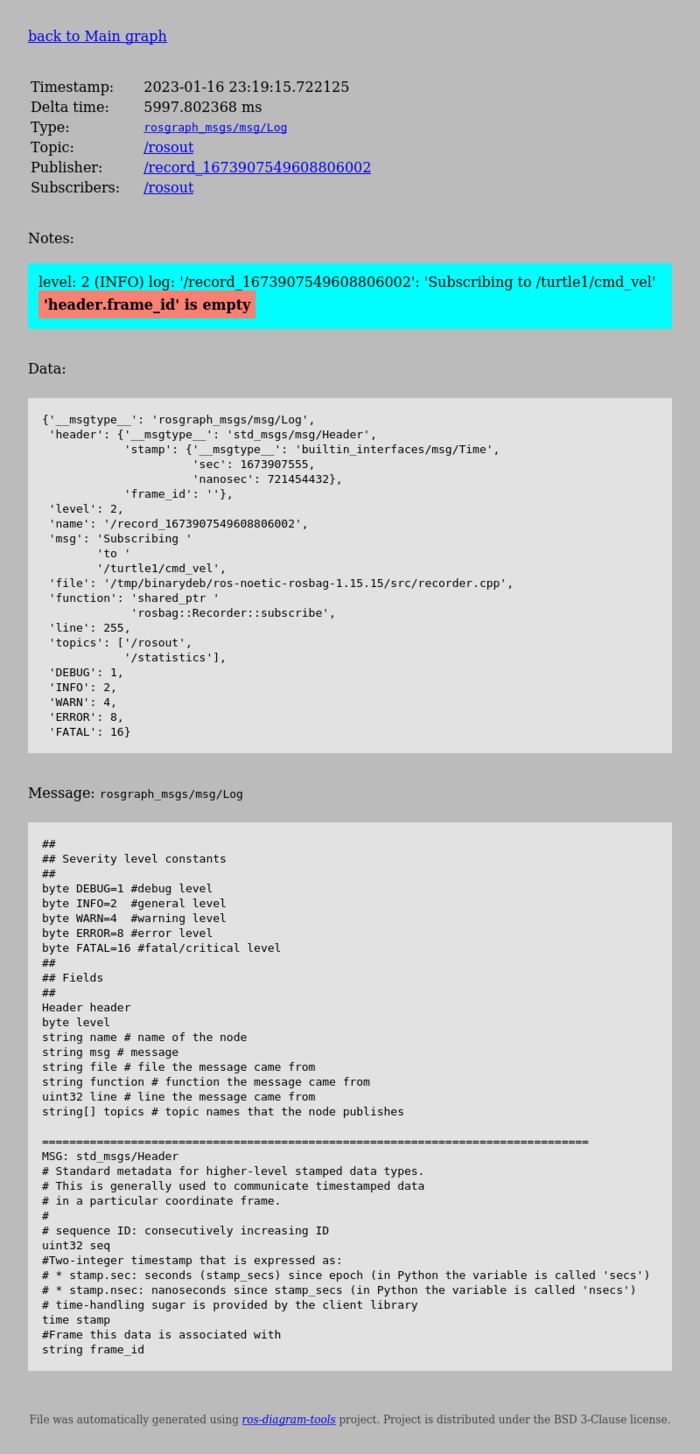 back to Main graph
Timestamp: 2023-01-16 23:19:15.722125
Delta time: 5997.802368 ms
Type: rosgraph_msgs/msg/Log
Topic: /rosout
Publisher: /record_1673907549608806002
Subscribers: /rosout
Notes:
level: 2 (INFO) log: '/record_1673907549608806002': 'Subscribing to /turtle1/cmd_vel'
'header.frame_id' is empty
Data:
{'__msgtype__': 'rosgraph_msgs/msg/Log',
 'header': {'__msgtype__': 'std_msgs/msg/Header',
            'stamp': {'__msgtype__': 'builtin_interfaces/msg/Time',
                      'sec': 1673907555,
                      'nanosec': 721454432},
            'frame_id': ''},
 'level': 2,
 'name': '/record_1673907549608806002',
 'msg': 'Subscribing '
        'to '
        '/turtle1/cmd_vel',
 'file': '/tmp/binarydeb/ros-noetic-rosbag-1.15.15/src/recorder.cpp',
 'function': 'shared_ptr '
             'rosbag::Recorder::subscribe',
 'line': 255,
 'topics': ['/rosout',
            '/statistics'],
 'DEBUG': 1,
 'INFO': 2,
 'WARN': 4,
 'ERROR': 8,
 'FATAL': 16}
Message: rosgraph_msgs/msg/Log
##
## Severity level constants
##
byte DEBUG=1 #debug level
byte INFO=2  #general level
byte WARN=4  #warning level
byte ERROR=8 #error level
byte FATAL=16 #fatal/critical level
##
## Fields
##
Header header
byte level
string name # name of the node
string msg # message
string file # file the message came from
string function # function the message came from
uint32 line # line the message came from
string[] topics # topic names that the node publishes
================================================================================
MSG: std_msgs/Header
# Standard metadata for higher-level stamped data types.
# This is generally used to communicate timestamped data
# in a particular coordinate frame.
#
# sequence ID: consecutively increasing ID
uint32 seq
#Two-integer timestamp that is expressed as:
# * stamp.sec: seconds (stamp_secs) since epoch (in Python the variable is called 'secs')
# * stamp.nsec: nanoseconds since stamp_secs (in Python the variable is called 'nsecs')
# time-handling sugar is provided by the client library
time stamp
#Frame this data is associated with
string frame_id
File was automatically generated using ros-diagram-tools project. Project is distributed under the BSD 3-Clause license.